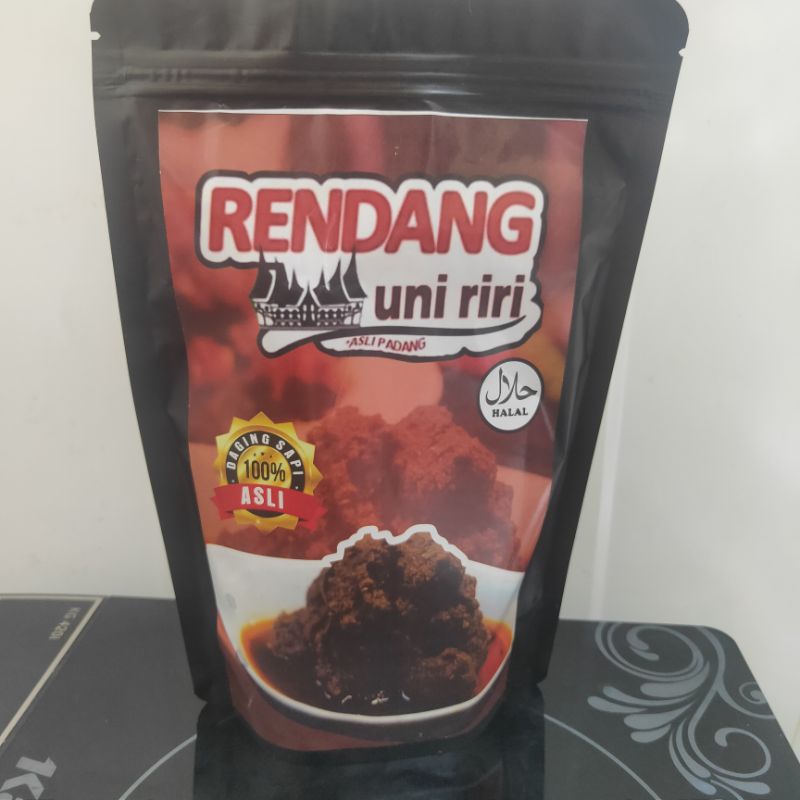 RENDANG
uni riri
•ASLI PADANG
حلال
HALAL
DAGING SAPI
100%
ASLI